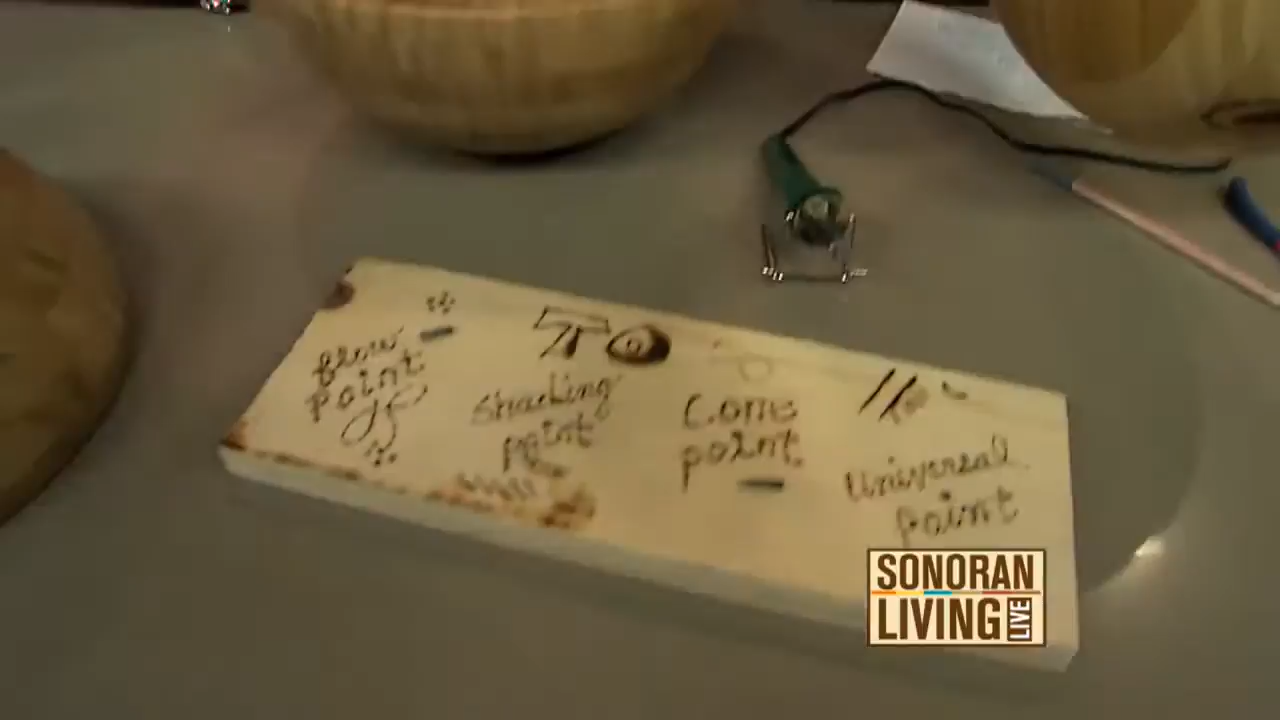 flow
point
Shading
point
Cone
point
Universal
point
SONORAN
LIVING
LIVE